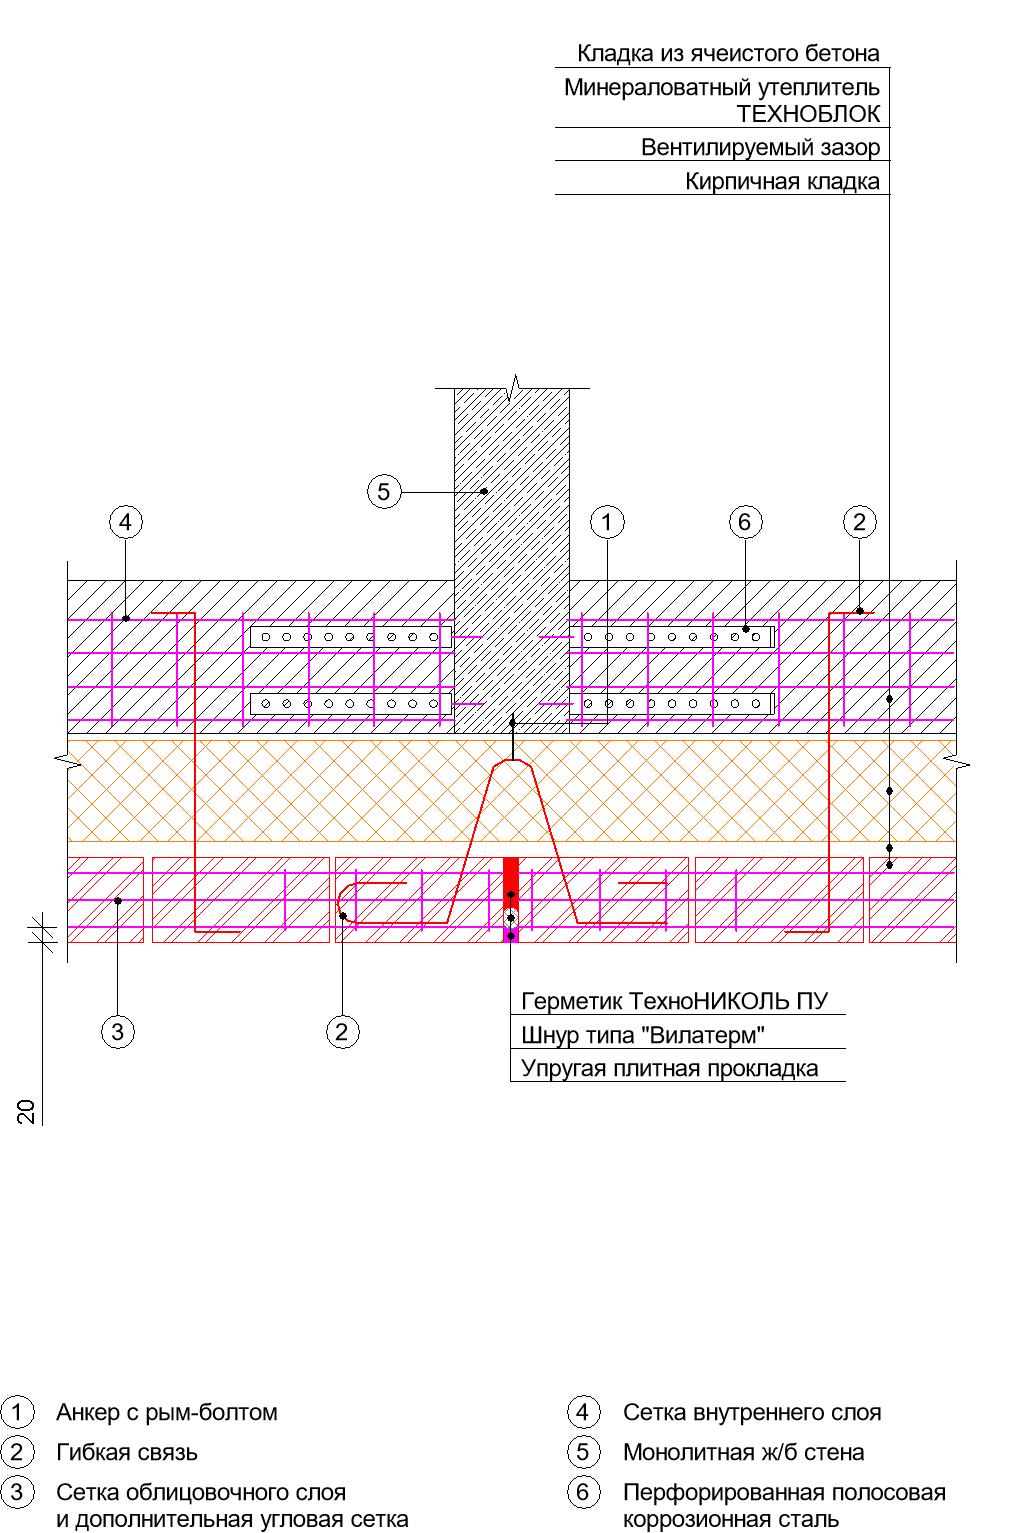 Кладка из ячеистого бетона
Минераловатный утеплитель
ТЕХНОБЛОК
Вентилируемый зазор
Кирпичная кладка
5
4
1
6
2
3
2
Герметик ТехноНИКОЛЬ ПУ
Шнур типа "Вилатерм"
Упругая плитная прокладка
20
1 Анкер с рым-болтом
2 Гибкая связь
3 Сетка облицовочного слоя
и дополнительная угловая сетка
4 Сетка внутреннего слоя
5 Монолитная ж/б стена
6 Перфорированная полосовая
коррозионная сталь